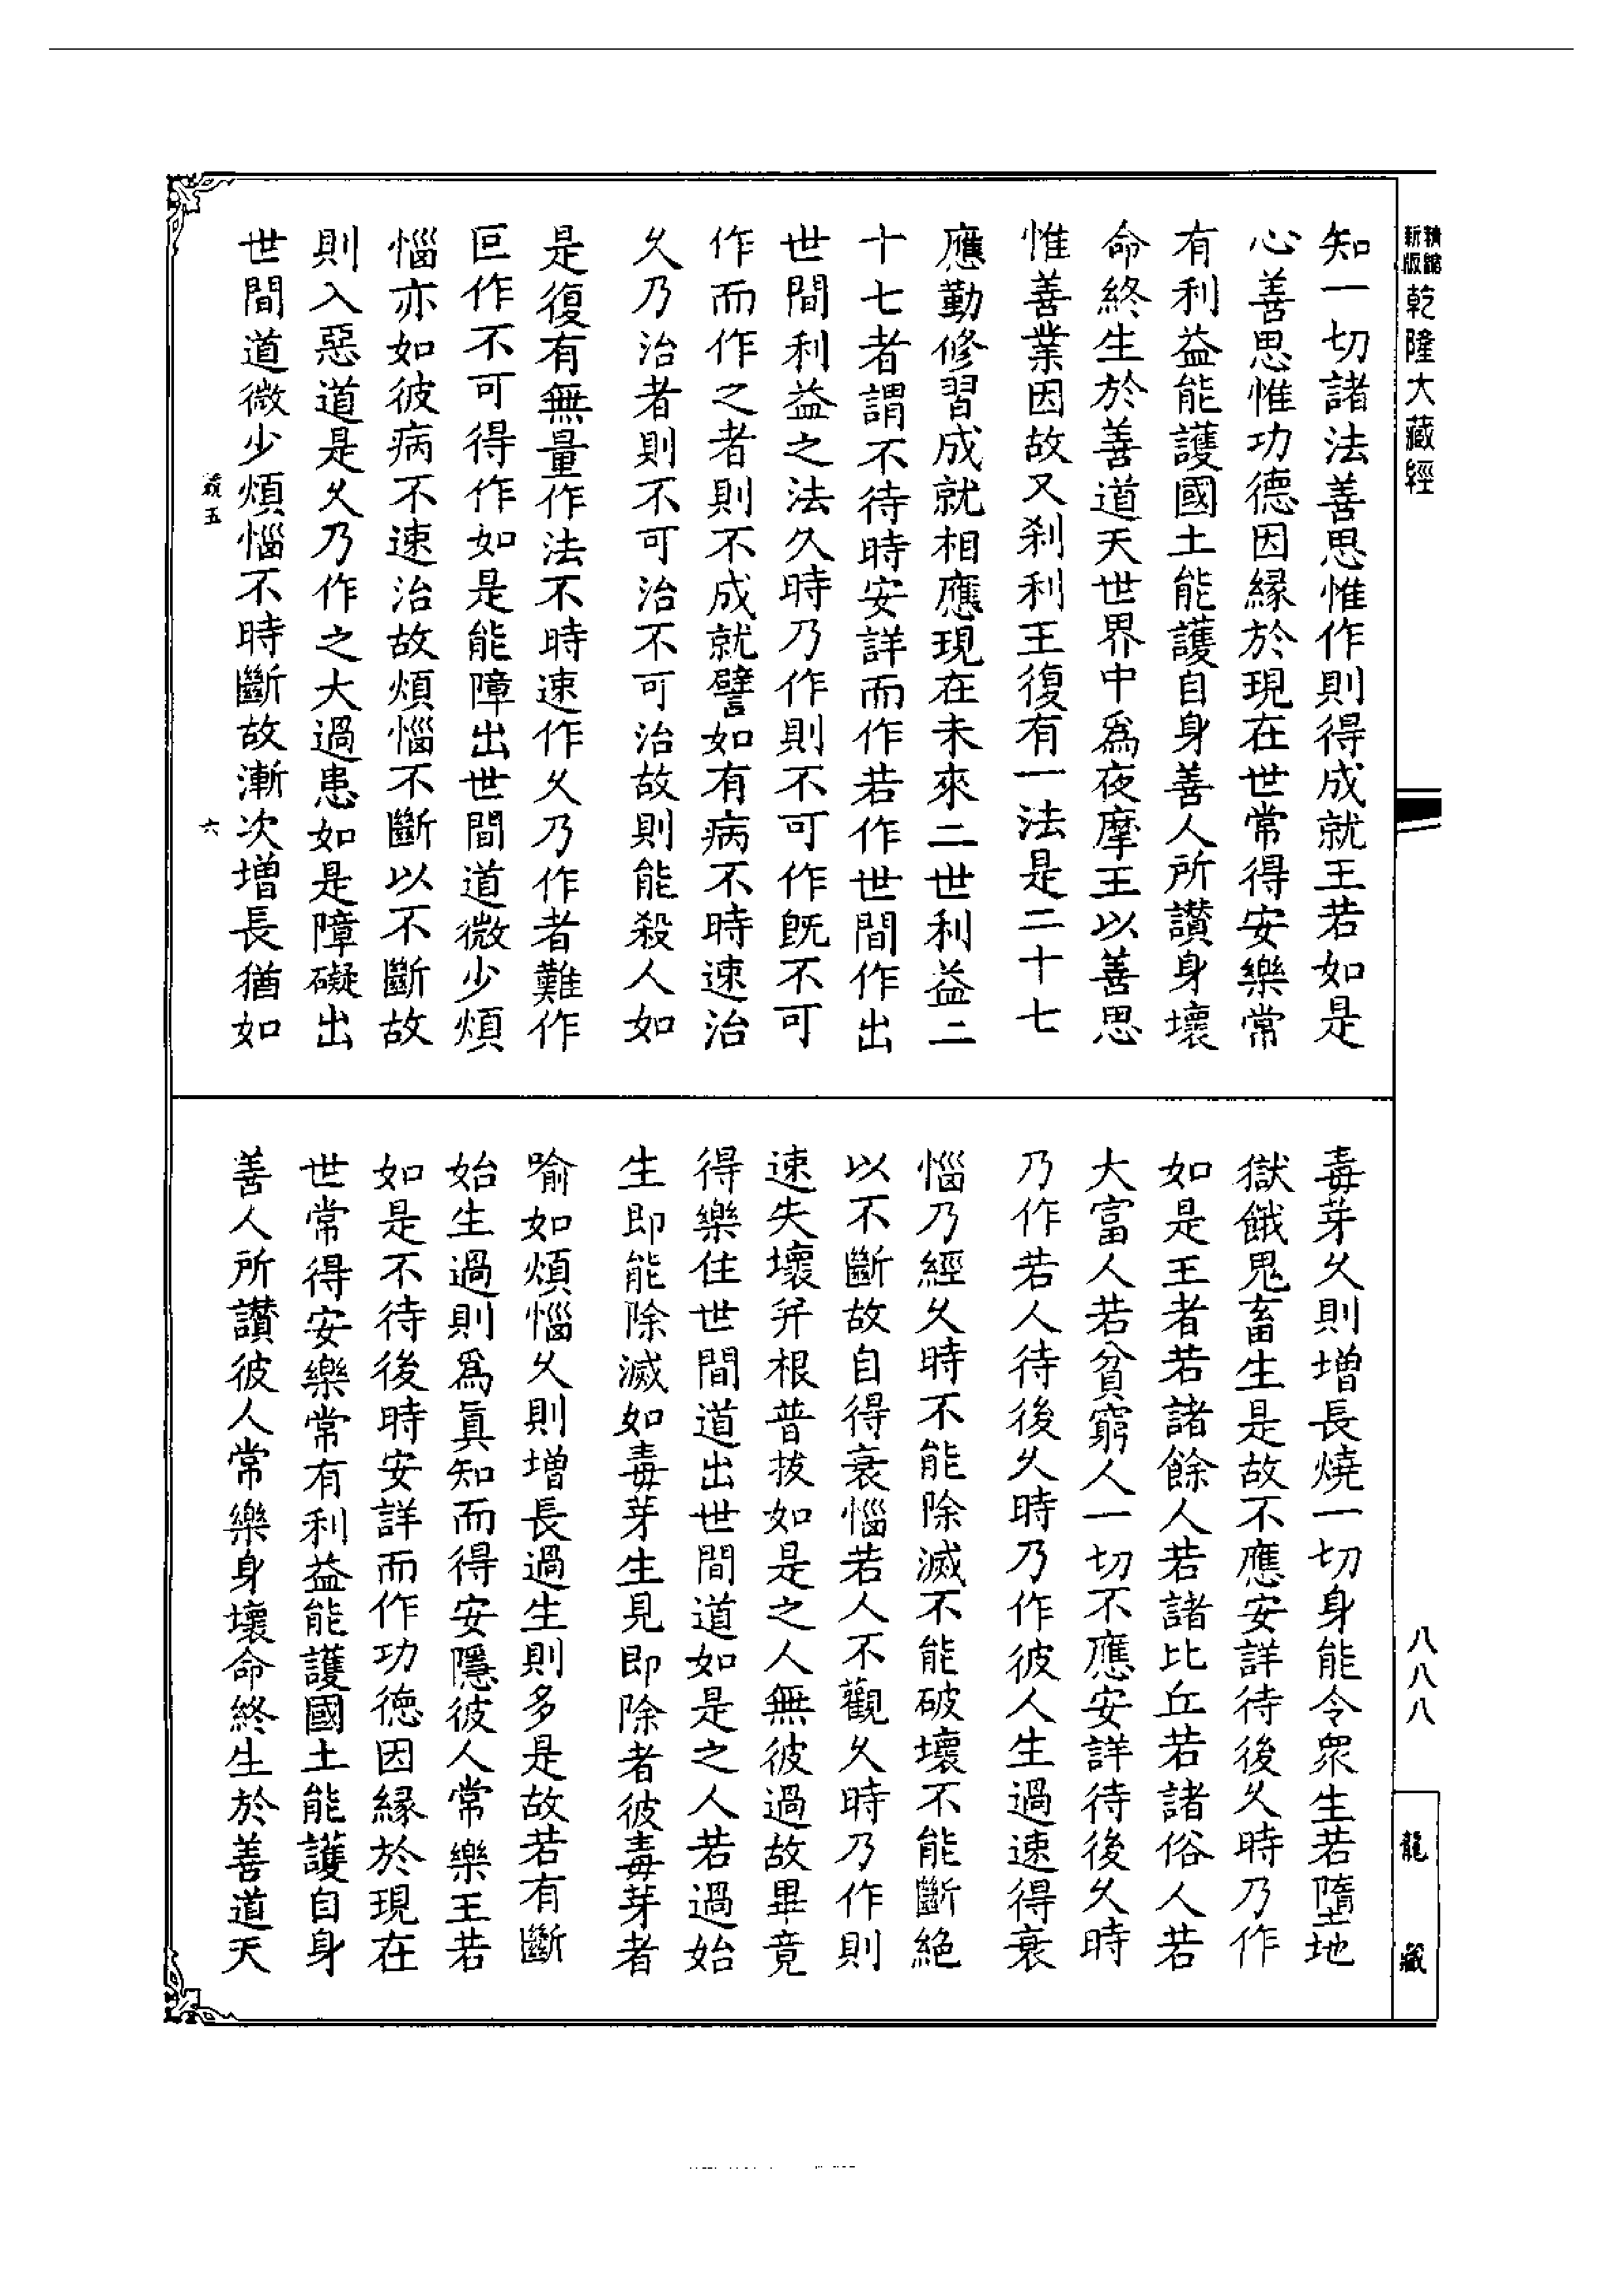 新版
乾隆大藏經
知一切諸法善思惟作則得成就王若如是
心善思惟功德因緣於現在世常得安樂常
有利益能護國土能護自身善人所讚身壞
命終生於善道天世界中爲夜摩王以善思
惟善業因故又刹利王復有一法是二十七
應勤修習成就相應現在未來二世利益二
十七者謂不待時安詳而作若作世間作出
世間利益之法久時乃作則不可作既不可
作而作之者則不成就譬如有病不時速治
久乃治者則不可治不可治故則能殺人如
是復有無量作法不時速作久乃作者難作
叵作不可得作如是能障出世間道微少煩
惱亦如彼病不速治故煩惱不斷以不斷故
則入惡道是久乃作之大過患如是障礙出
世間道微少煩惱不時斷故漸次增長猶如
五
六
毒芽久則增長燒一切身能令衆生若墮地
獄餓鬼畜生是故不應安詳待後久時乃作
如是王者若諸餘人若諸比丘若諸俗人若
大富人若貧窮人一切不應安詳待後久時
乃作若人待後久時乃作彼人生過速得衰
惱乃經久時不能除滅不能破壞不能斷絕
以不斷故自得衰惱若人不觀久時乃作則
速失壞并根普拔如是之人無彼過故畢竟
得樂住世間道出世間道如是之人若過始
生即能除滅如毒芽生見即除者彼毒芽者
喻如煩惱久則增長過生則多是故若有斷
始生過則爲眞知而得安隱彼人常樂王若
如是不待後時安詳而作功德因緣於現在
世常得安樂常有利益能護國土能護自身
善人所讚彼人常樂身壞命終生於善道天
八八八
龍藏